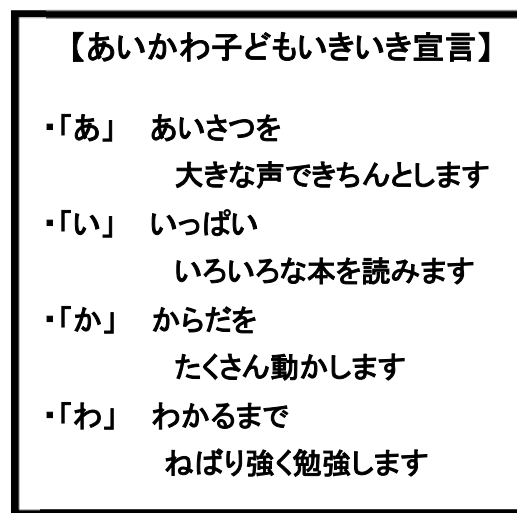 【あいかわ子どもいきいき宣言】
・「あ」　あいさつを
大きな声できちんとします
・「い」　いっぱい
いろいろな本を読みます
・「か」　からだを
たくさん動かします
・「わ」　わかるまで
ねばり強く勉強します